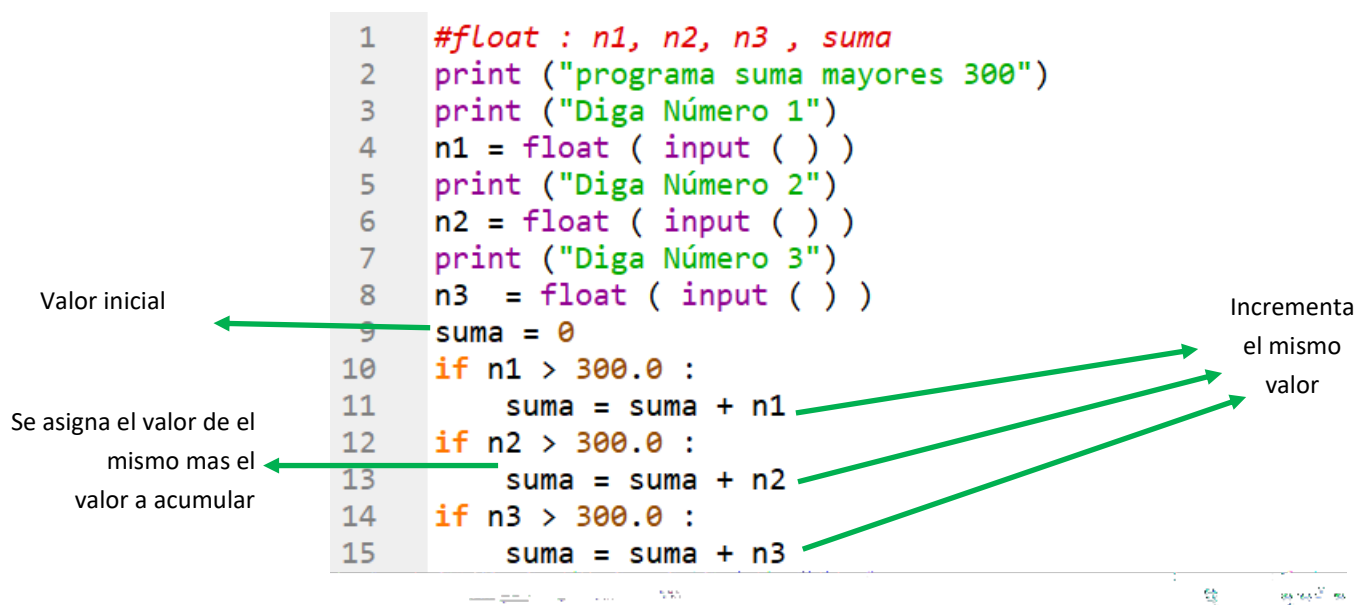 1 #float : n1, n2, n3 , suma
2 print ("programa suma mayores 300")
3 print ("Diga Número 1")
4 n1 = float ( input ( ) )
5 print ("Diga Número 2")
6 n2 = float ( input ( ) )
7 print ("Diga Número 3")
8 n3  = float ( input ( ) )
9 suma = 0
10 if n1 > 300.0 :
11     suma = suma + n1
12 if n2 > 300.0 :
13     suma = suma + n2
14 if n3 > 300.0 :
15     suma = suma + n3
Valor inicial
Se asigna el valor de el
mismo mas el
valor a acumular
Incrementa
el mismo
valor